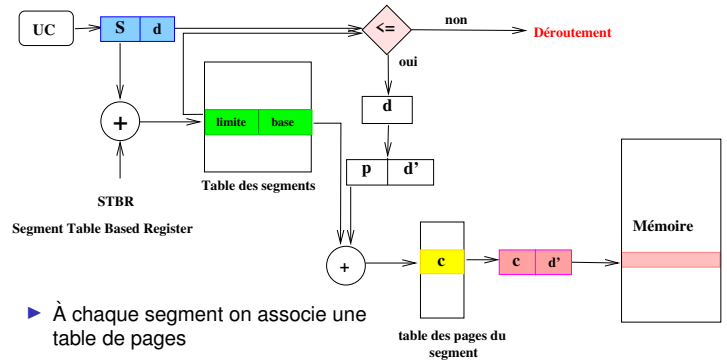 UC
S d
<=
non
Déroutement
oui
d
+
limite base
Table des segments
p d'
STBR
Segment Table Based Register
+
c
c d'
Mémoire
À chaque segment on associe une
table de pages
table des pages du
segment